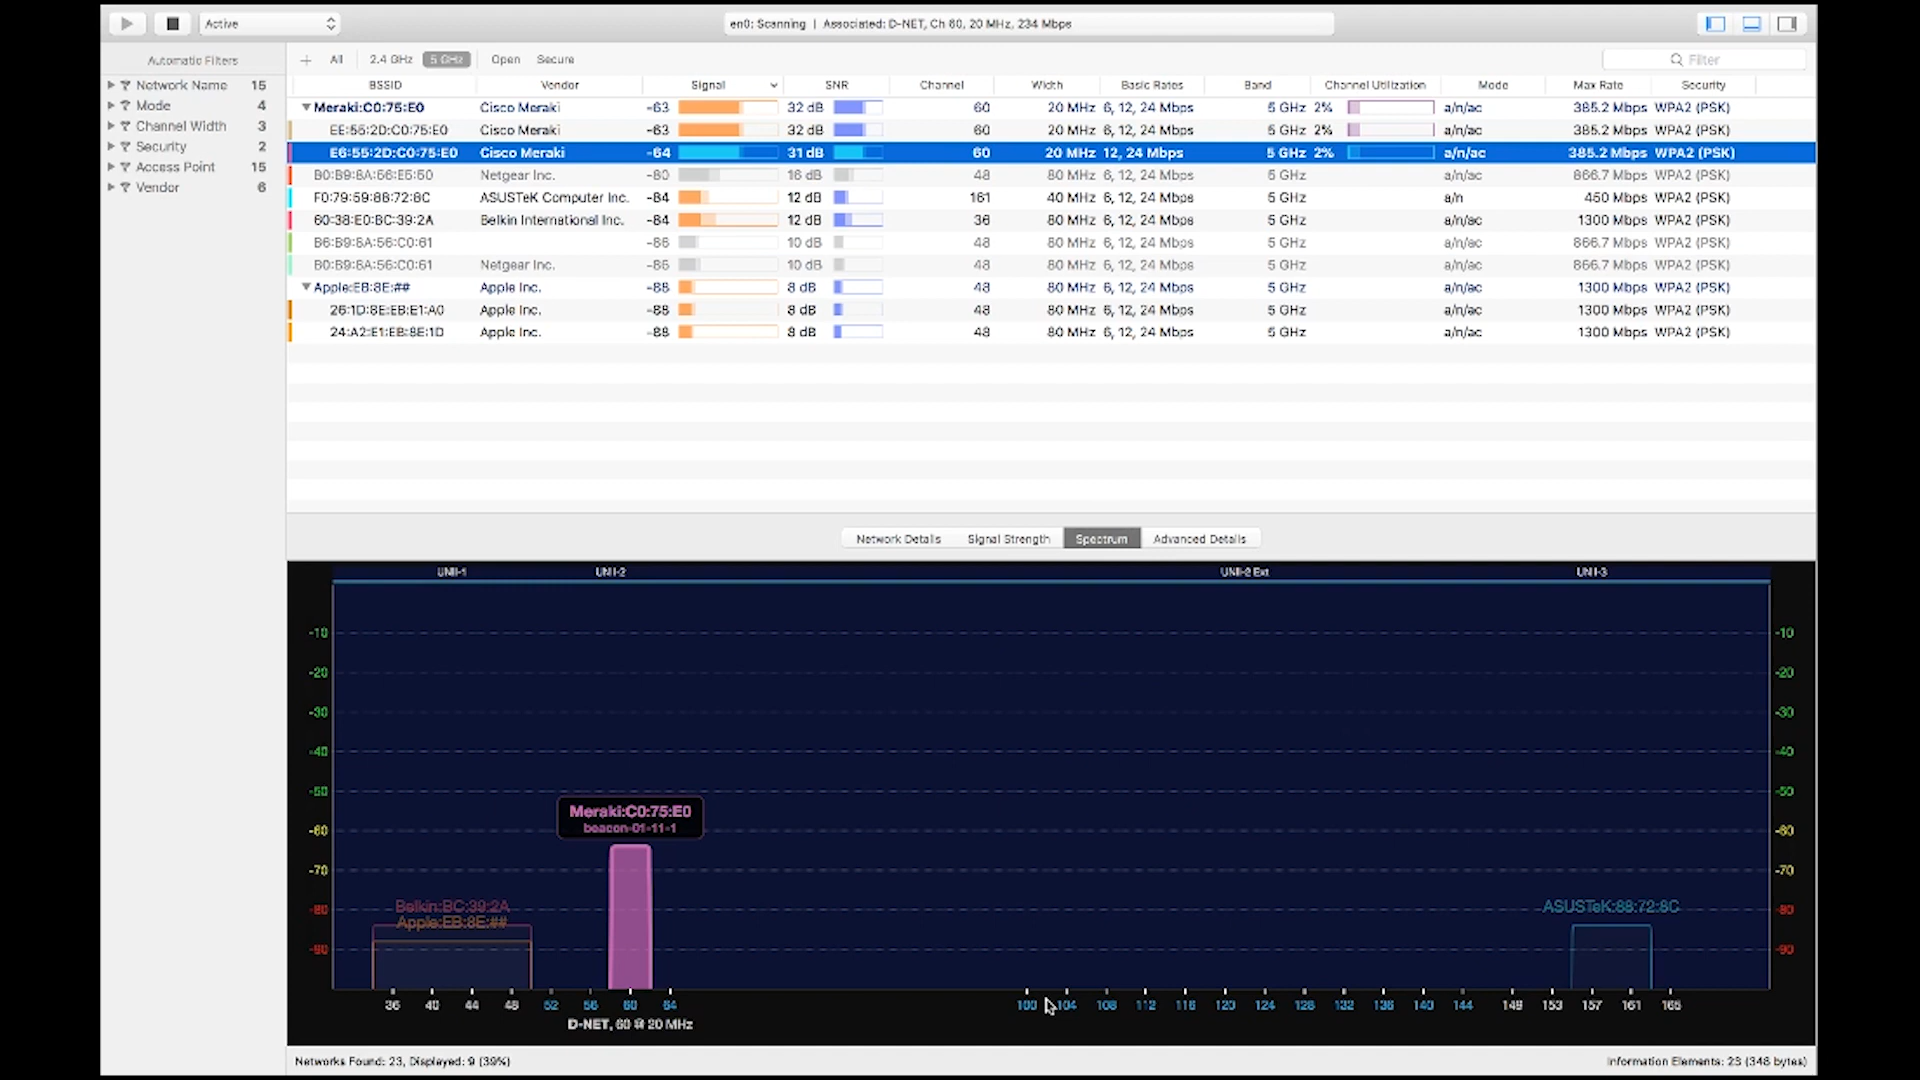 Active
en0: Scanning | Associated: D-NET, Ch 60, 20 MHz, 234 Mbps
Automatic Filters
Network Name 15
Mode 4
Channel Width 3
Security 2
Access Point 15
Vendor 6
All 2.4 GHz 5 GHz Open Secure
Filter
BSSID Vendor Signal SNR Channel Width Basic Rates Band Channel Utilization Mode Max Rate Security
Meraki:C0:75:E0 Cisco Meraki -63 32 dB 60 20 MHz 6, 12, 24 Mbps 5 GHz 2% a/n/ac 385.2 Mbps WPA2 (PSK)
EE:55:2D:C0:75:E0 Cisco Meraki -63 32 dB 60 20 MHz 6, 12, 24 Mbps 5 GHz 2% a/n/ac 385.2 Mbps WPA2 (PSK)
E6:55:2D:C0:75:E0 Cisco Meraki -64 31 dB 60 20 MHz 12, 24 Mbps 5 GHz 2% a/n/ac 385.2 Mbps WPA2 (PSK)
Netgear Inc. -80 16 dB 48 80 MHz 6, 12, 24 Mbps 5 GHz a/n/ac 866.7 Mbps WPA2 (PSK)
F0:79:59:88:72:8C ASUSTeK Computer Inc. -84 12 dB 161 40 MHz 6, 12, 24 Mbps 5 GHz a/n 450 Mbps WPA2 (PSK)
60:38:E0:BC:39:2A Belkin International Inc. -84 12 dB 36 80 MHz 6, 12, 24 Mbps 5 GHz a/n/ac 1300 Mbps WPA2 (PSK)
10 dB 48 80 MHz 6, 12, 24 Mbps 5 GHz a/n/ac 866.7 Mbps WPA2 (PSK)
Netgear Inc. 10 dB 48 80 MHz 6, 12, 24 Mbps 5 GHz a/n/ac 866.7 Mbps WPA2 (PSK)
Apple:EB:8E:## Apple Inc. -88 8 dB 48 80 MHz 6, 12, 24 Mbps 5 GHz a/n/ac 1300 Mbps WPA2 (PSK)
26:1D:8E:EB:E1:A0 Apple Inc. -88 8 dB 48 80 MHz 6, 12, 24 Mbps 5 GHz a/n/ac 1300 Mbps WPA2 (PSK)
24:A2:E1:EB:8E:1D Apple Inc. -88 8 dB 48 80 MHz 6, 12, 24 Mbps 5 GHz a/n/ac 1300 Mbps WPA2 (PSK)
Network Details Signal Strength Spectrum Advanced Details
UNII-1 UNII-2 UNII-2 Ext UNII-3
-10 -10
-20 -20
-30 -30
-40 -40
-50 -50
Meraki:C0:75:E0
beacon-01-11-1
-60 -60
-70 -70
Belkin:BC:39:2A ASUSTeK:88:72:8C
-80 -80
Apple:EB:8E:##
-90 -90
36 40 44 48 52 56 60 64 100 104 108 112 116 120 124 128 132 136 140 144 149 153 157 161 165
D-NET, 60 @ 20 MHz
Networks Found: 23, Displayed: 9 (39%)
Information Elements: 23 (348 bytes)